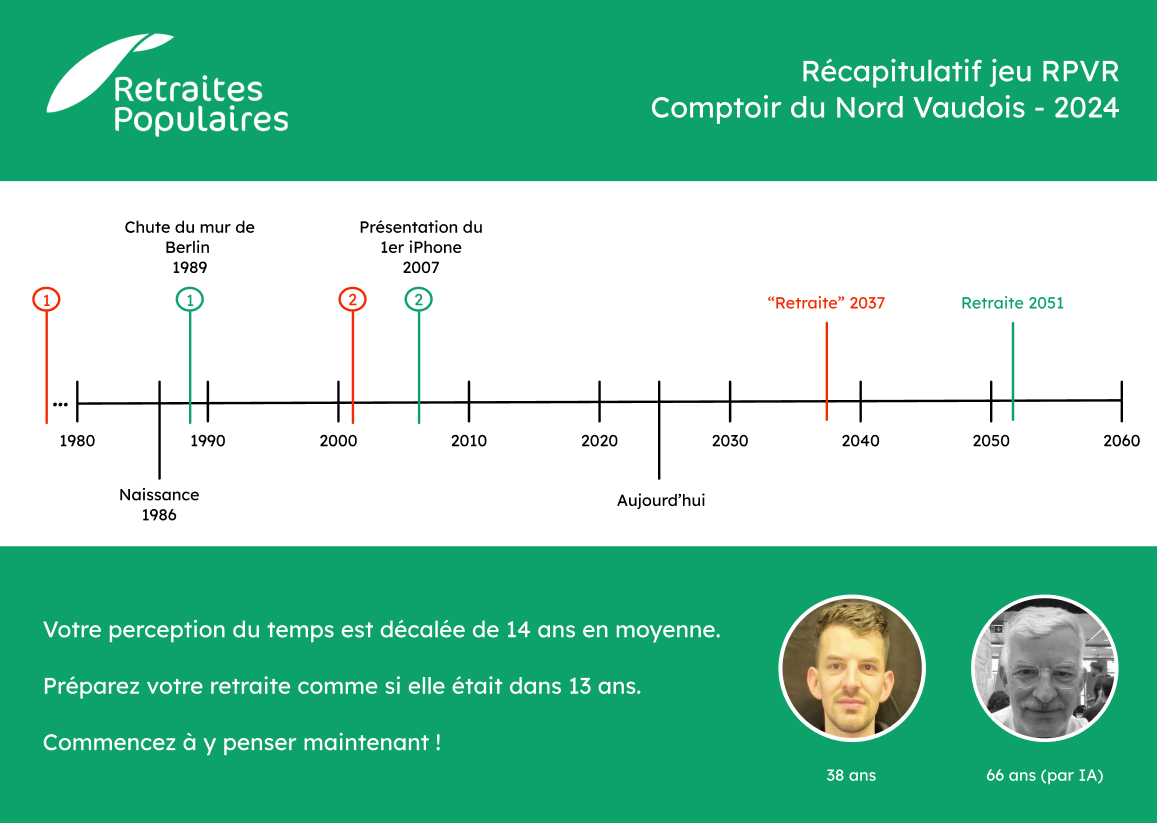 Retraites
Populaires
Récapitulatif jeu RPVR
Comptoir du Nord Vaudois - 2024
Chute du mur de
Berlin
1989
Présentation du
1er iPhone
2007
1
1
2
2
“Retraite” 2037
Retraite 2051
...
1980
1990
2000
2010
2020
2030
2040
2050
2060
Naissance
1986
Aujourd’hui
Votre perception du temps est décalée de 14 ans en moyenne.
Préparez votre retraite comme si elle était dans 13 ans.
Commencez à y penser maintenant !
38 ans
66 ans (par IA)